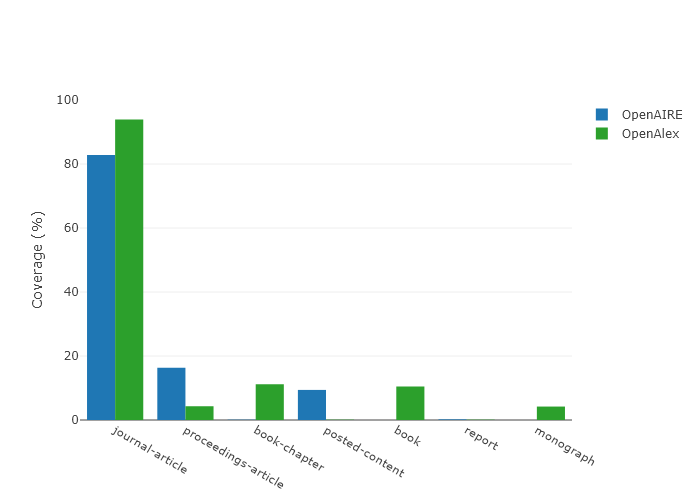 OpenAIRE
OpenAlex
Coverage (%)
100
80
60
40
20
0
journal-article
proceedings-article
book-chapter
posted-content
book
report
monograph